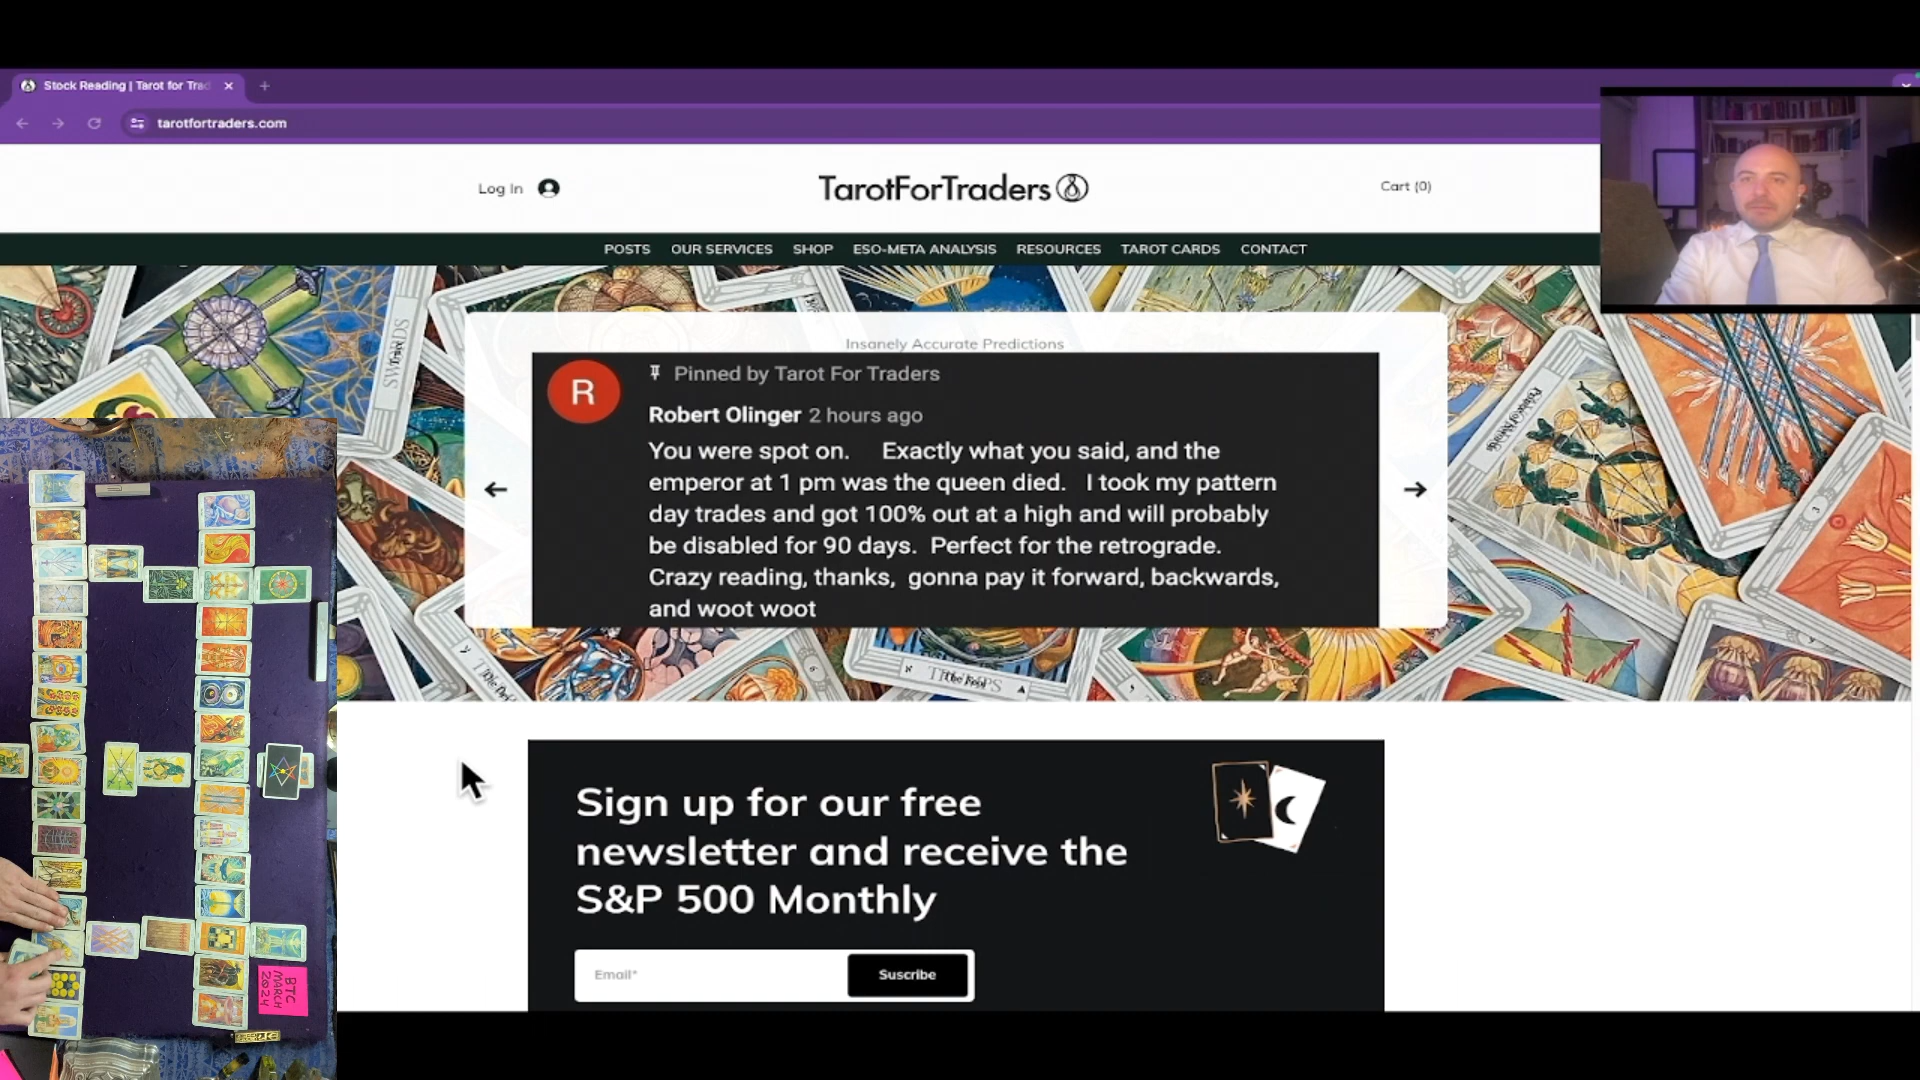 Stock Reading | Tarot for Trad
tarotfortraders.com
Log In
TarotForTraders
Cart (0)
POSTS OUR SERVICES SHOP ESO-META ANALYSIS RESOURCES TAROT CARDS CONTACT
Insanely Accurate Predictions
R
Pinned by Tarot For Traders
Robert Olinger 2 hours ago
You were spot on. Exactly what you said, and the
emperor at 1 pm was the queen died. I took my pattern
day trades and got 100% out at a high and will probably
be disabled for 90 days. Perfect for the retrograde.
Crazy reading, thanks, gonna pay it forward, backwards,
and woot woot
SWORDS
The Fool
Sign up for our free
newsletter and receive the
S&P 500 Monthly
Email*
Suscribe
BTC
MARCH
2024